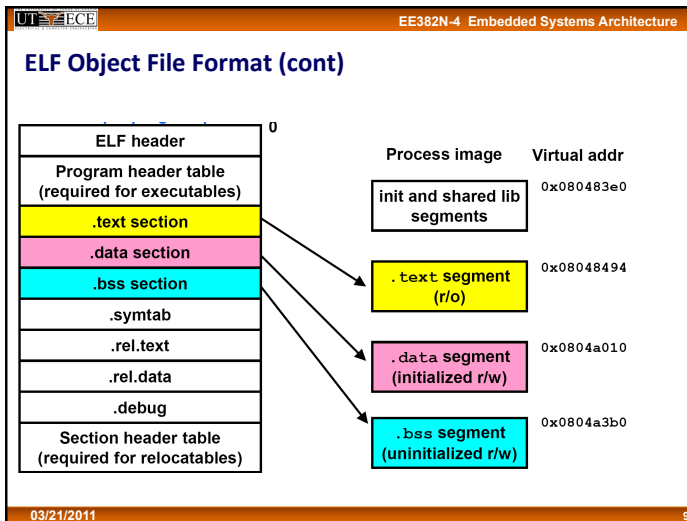 UT ECE
EE382N-4 Embedded Systems Architecture
ELF Object File Format (cont)
0
ELF header
Program header table
(required for executables)
.text section
.data section
.bss section
.symtab
.rel.text
.rel.data
.debug
Section header table
(required for relocatables)
Process image
Virtual addr
init and shared lib
segments
0x080483e0
.text segment
(r/o)
0x08048494
.data segment
(initialized r/w)
0x0804a010
.bss segment
(uninitialized r/w)
0x0804a3b0
03/21/2011
9